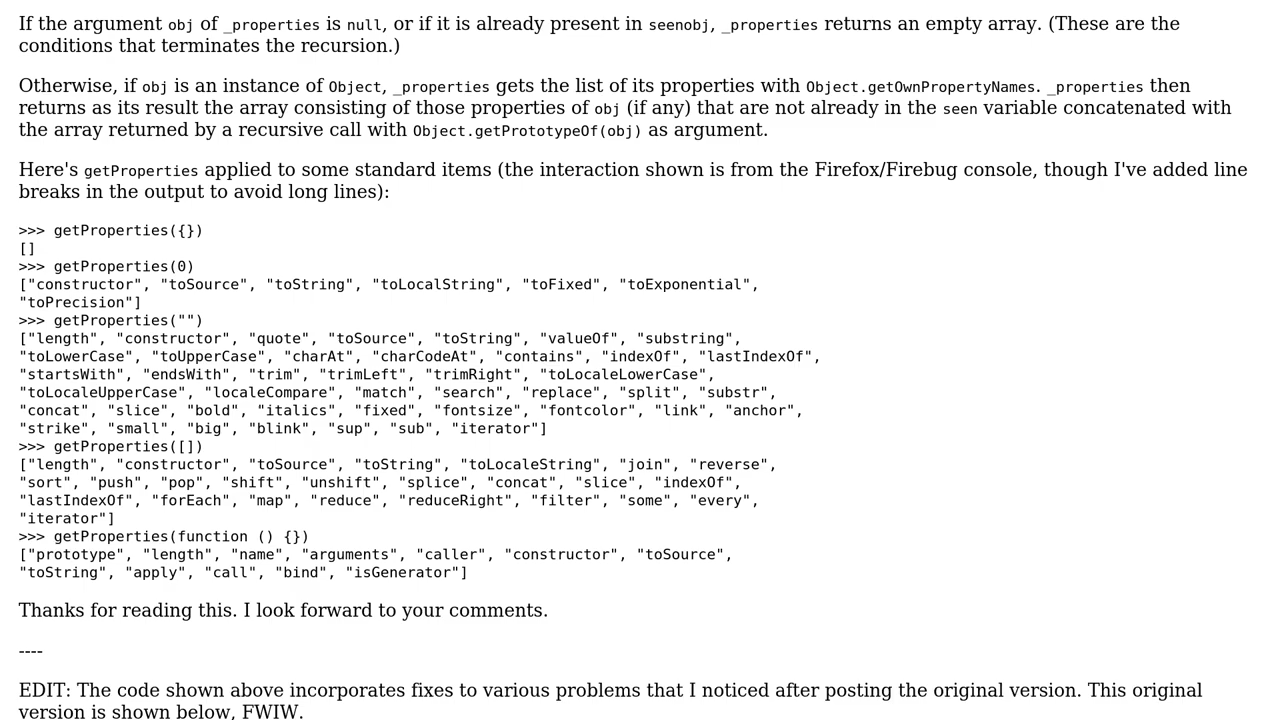 If the argument obj of _properties is null, or if it is already present in seenobj, _properties returns an empty array. (These are the
conditions that terminates the recursion.)
Otherwise, if obj is an instance of Object, _properties gets the list of its properties with Object.getOwnPropertyNames. _properties then
returns as its result the array consisting of those properties of obj (if any) that are not already in the seen variable concatenated with
the array returned by a recursive call with Object.getPrototypeOf(obj) as argument.
Here's getProperties applied to some standard items (the interaction shown is from the Firefox/Firebug console, though I've added line
breaks in the output to avoid long lines):
>>> getProperties({})
[]
>>> getProperties(0)
["constructor", "toSource", "toString", "toLocalString", "toFixed", "toExponential",
"toPrecision"]
>>> getProperties("")
["length", "constructor", "quote", "toSource", "toString", "valueOf", "substring",
"toLowerCase", "toUpperCase", "charAt", "charCodeAt", "contains", "indexOf", "lastIndexOf",
"startsWith", "endsWith", "trim", "trimLeft", "trimRight", "toLocaleLowerCase",
"toLocaleUpperCase", "localeCompare", "match", "search", "replace", "split", "substr",
"concat", "slice", "bold", "italics", "fixed", "fontsize", "fontcolor", "link", "anchor",
"strike", "small", "big", "blink", "sup", "sub", "iterator"]
>>> getProperties([])
["length", "constructor", "toSource", "toString", "toLocaleString", "join", "reverse",
"sort", "push", "pop", "shift", "unshift", "splice", "concat", "slice", "indexOf",
"lastIndexOf", "forEach", "map", "reduce", "reduceRight", "filter", "some", "every",
"iterator"]
>>> getProperties(function () {})
["prototype", "length", "name", "arguments", "caller", "constructor", "toSource",
"toString", "apply", "call", "bind", "isGenerator"]
Thanks for reading this. I look forward to your comments.
----
EDIT: The code shown above incorporates fixes to various problems that I noticed after posting the original version. This original
version is shown below, FWIW.